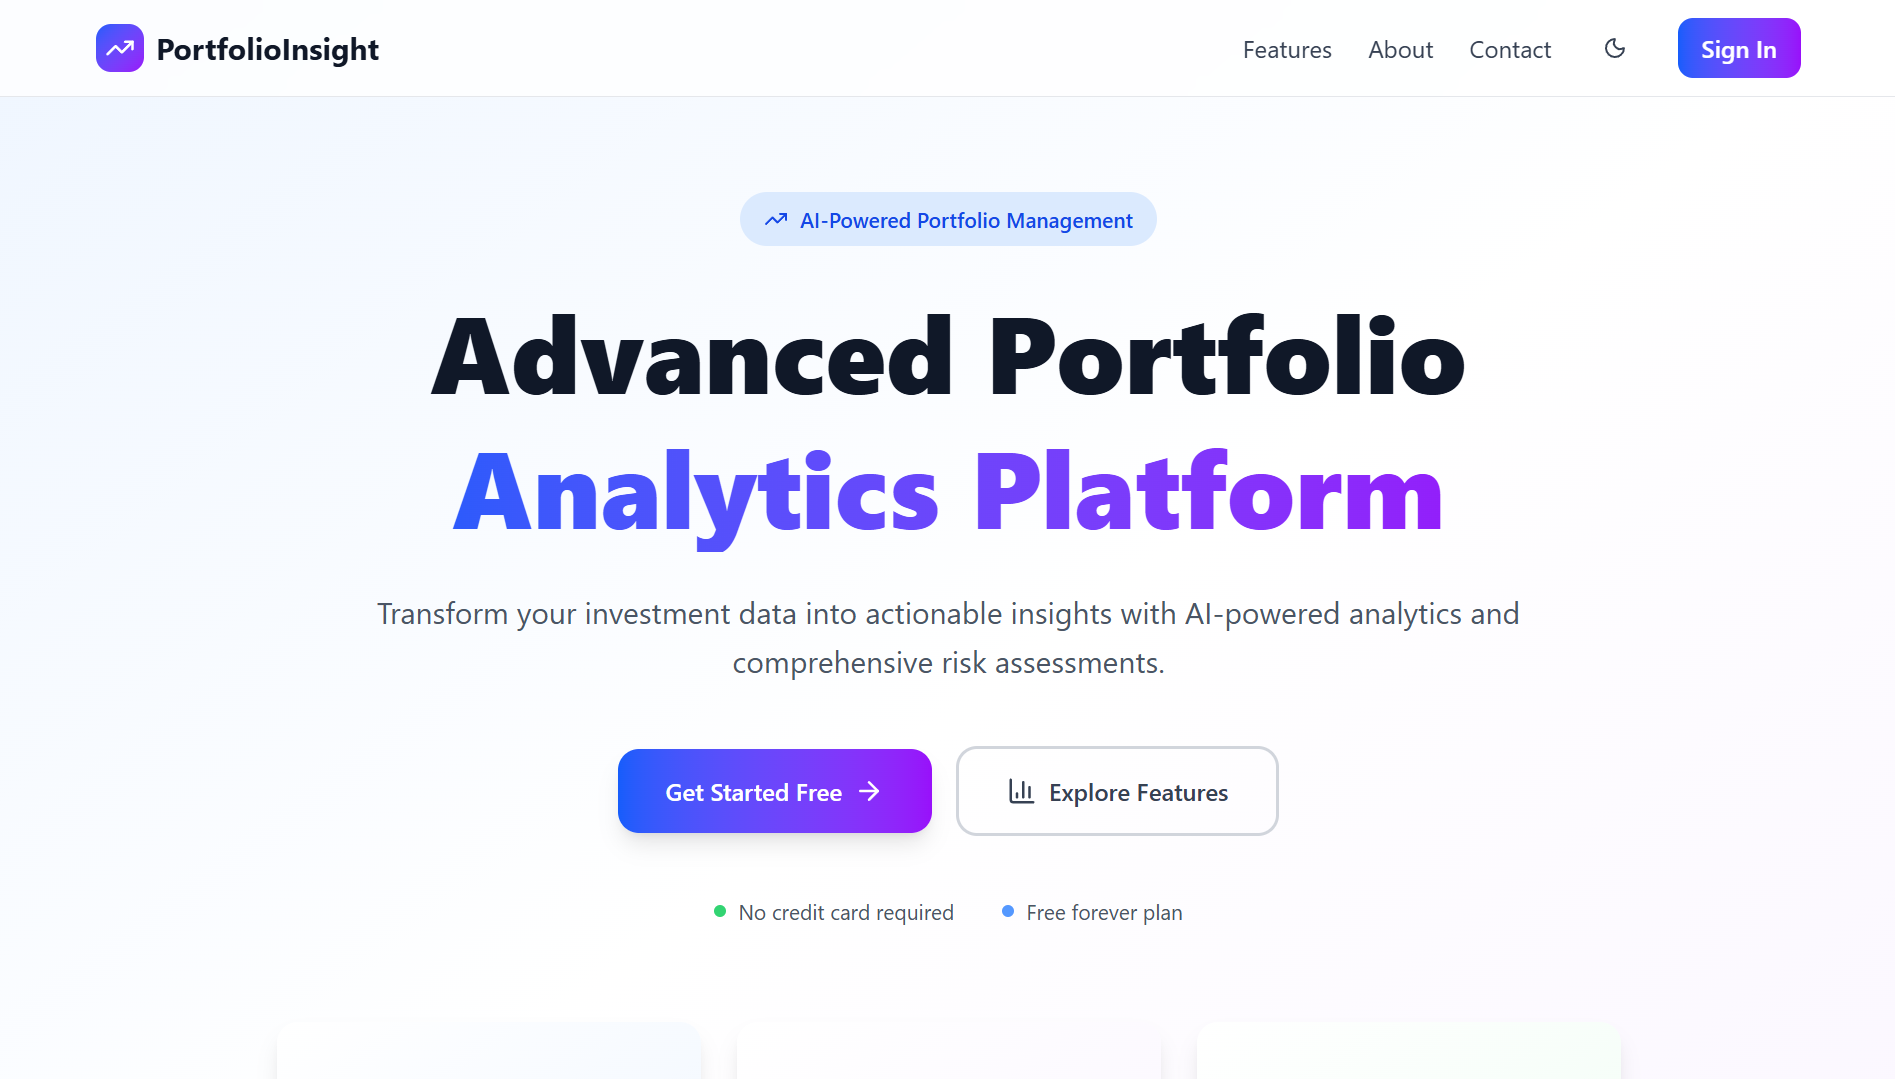 PortfolioInsight
Features
About
Contact
Sign In
AI-Powered Portfolio Management
Advanced Portfolio
Analytics Platform
Transform your investment data into actionable insights with AI-powered analytics and
comprehensive risk assessments.
Get Started Free
Explore Features
No credit card required
Free forever plan